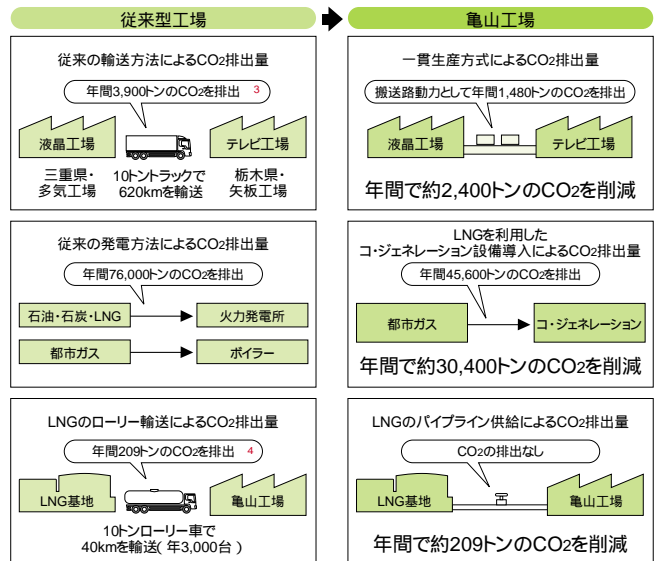 従来型工場
亀山工場
従来の輸送方法によるCO2排出量
年間3,900トンのCO2を排出 3
液晶工場
テレビ工場
三重県・
多気工場
10トントラックで
620kmを輸送
栃木県・
矢板工場
一貫生産方式によるCO2排出量
搬送路動力として年間1,480トンのCO2を排出
液晶工場
テレビ工場
年間で約2,400トンのCO2を削減
従来の発電方法によるCO2排出量
年間76,000トンのCO2を排出
石油・石炭・LNG
火力発電所
都市ガス
ボイラー
LNGを利用した
コ・ジェネレーション設備導入によるCO2排出量
年間45,600トンのCO2を排出
都市ガス
コ・ジェネレーション
年間で約30,400トンのCO2を削減
LNGのローリー輸送によるCO2排出量
年間209トンのCO2を排出 4
LNG基地
亀山工場
10トンローリー車で
40kmを輸送(年3,000台)
LNGのパイプライン供給によるCO2排出量
CO2の排出なし
LNG基地
亀山工場
年間で約209トンのCO2を削減